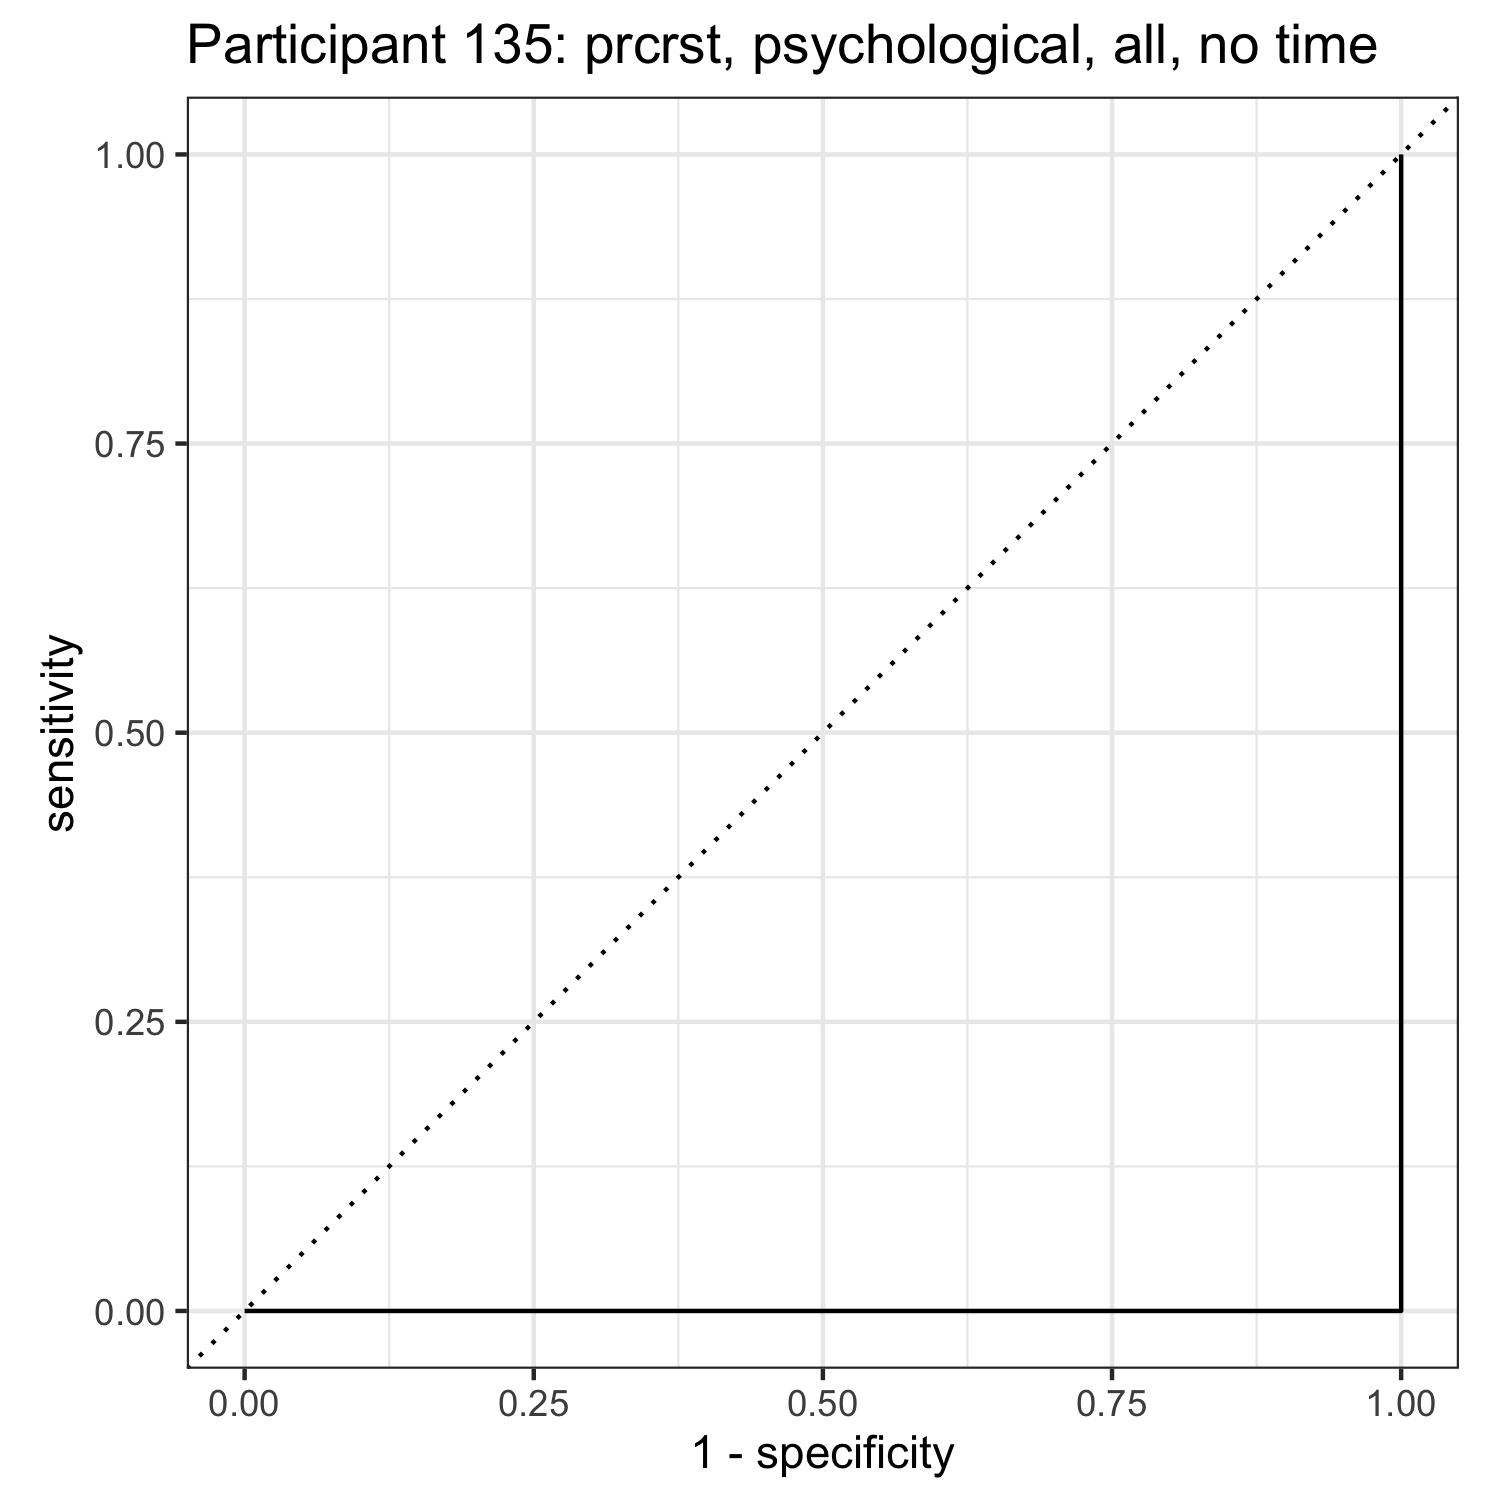 Participant 135: prcrst, psychological, all, no time
1.00
0.75
0.50
0.25
0.00
sensitivity
0.00 0.25 0.50 0.75 1.00
1 - specificity